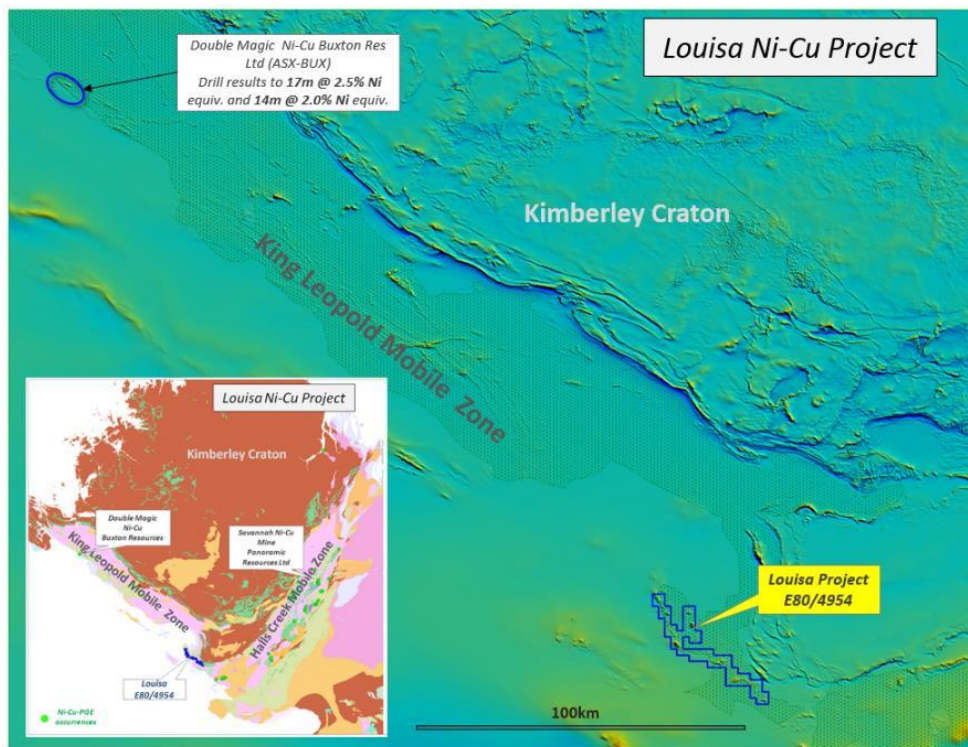 Louisa Ni-Cu Project
Double Magic Ni-Cu Buxton Res
Ltd (ASX-BUX)
Drill results to 17m @ 2.5% Ni
equiv. and 14m @ 2.0% Ni equiv.
Kimberley Craton
King Leopold Mobile Zone
Louisa Project
E80/4954
100km
Louisa Ni-Cu Project
Kimberley Craton
Double Magic
Ni-Cu
Buxton Resources
Savannah Ni-Cu
Mine
Panoramic
Resources Ltd
King Leopold Mobile Zone
Halls Creek Mobile Zone
Louisa
E80/4954
Ni-Cu-PGE
occurrences